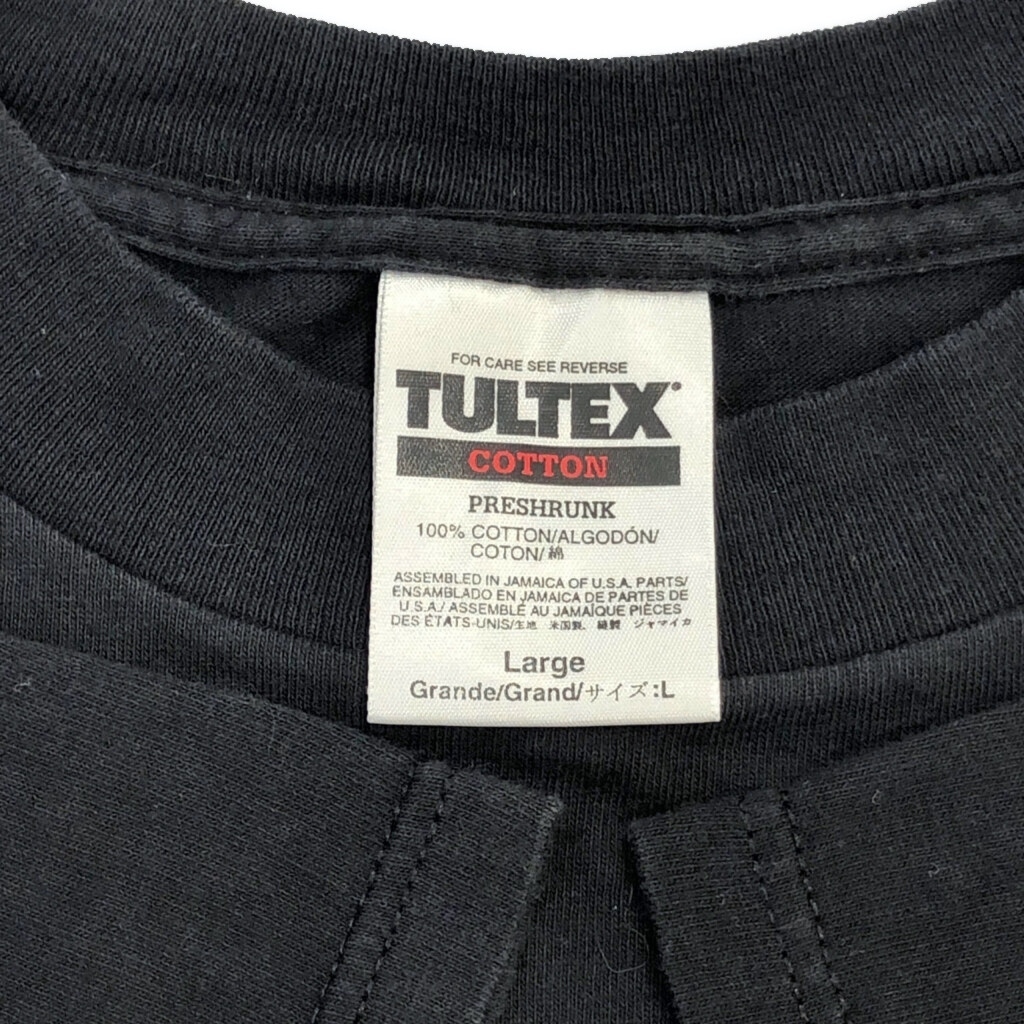 FOR CARE SEE REVERSE
TULTEX®
COTTON
PRESHRUNK
100% COTTON/ALGODÓN/
COTON/綿
ASSEMBLED IN JAMAICA OF U.S.A. PARTS/
ENSAMBLADO EN JAMAICA DE PARTES DE
U.S.A./ ASSEMBLÉ AU JAMAÏQUE PIÈCES
DES ÉTATS-UNIS/生地 米国製、縫製 ジャマイカ
Large
Grande/Grand/サイズ:L